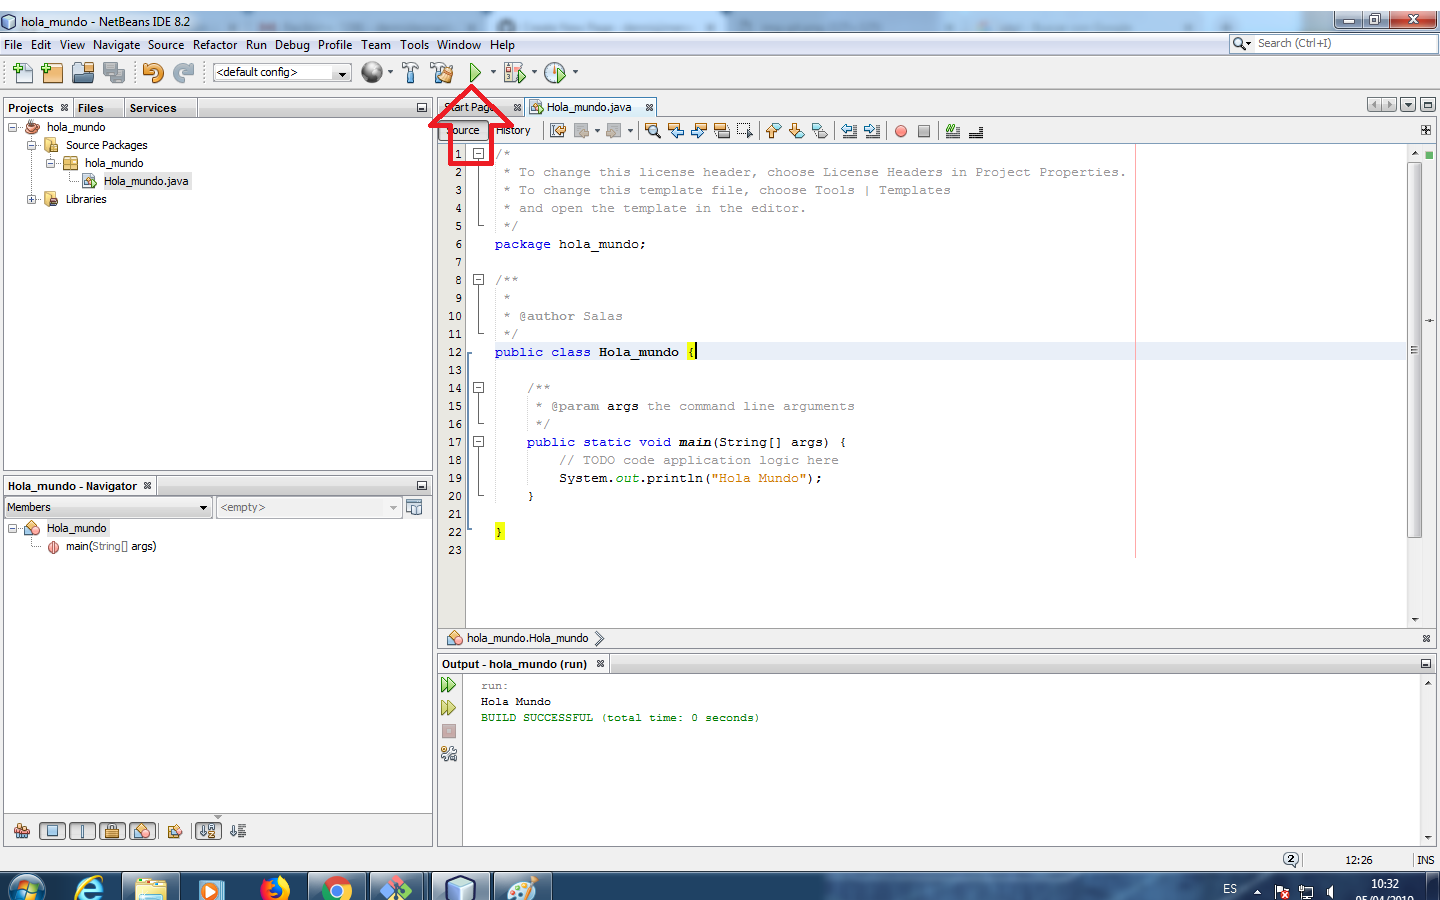 hola_mundo - NetBeans IDE 8.2
File Edit View Navigate Source Refactor Run Debug Profile Team Tools Window Help
Search (Ctrl+I)
<default config>
Projects Files Services
hola_mundo
Source Packages
hola_mundo
Hola_mundo.java
Libraries
Start Page Hola_mundo.java
Source History
1 /*
2 * To change this license header, choose License Headers in Project Properties.
3 * To change this template file, choose Tools | Templates
4 * and open the template in the editor.
5 */
6 package hola_mundo;
7
8 /**
9 *
10 * @author Salas
11 */
12 public class Hola_mundo {
13
14 /**
15 * @param args the command line arguments
16 */
17 public static void main(String[] args) {
18 // TODO code application logic here
19 System.out.println("Hola Mundo");
20 }
21
22 }
23
hola_mundo.Hola_mundo
Hola_mundo - Navigator
Members <empty>
Hola_mundo
main(String[] args)
Output - hola_mundo (run)
run:
Hola Mundo
BUILD SUCCESSFUL (total time: 0 seconds)
2 12:26 INS
ES 10:32
05/04/2019